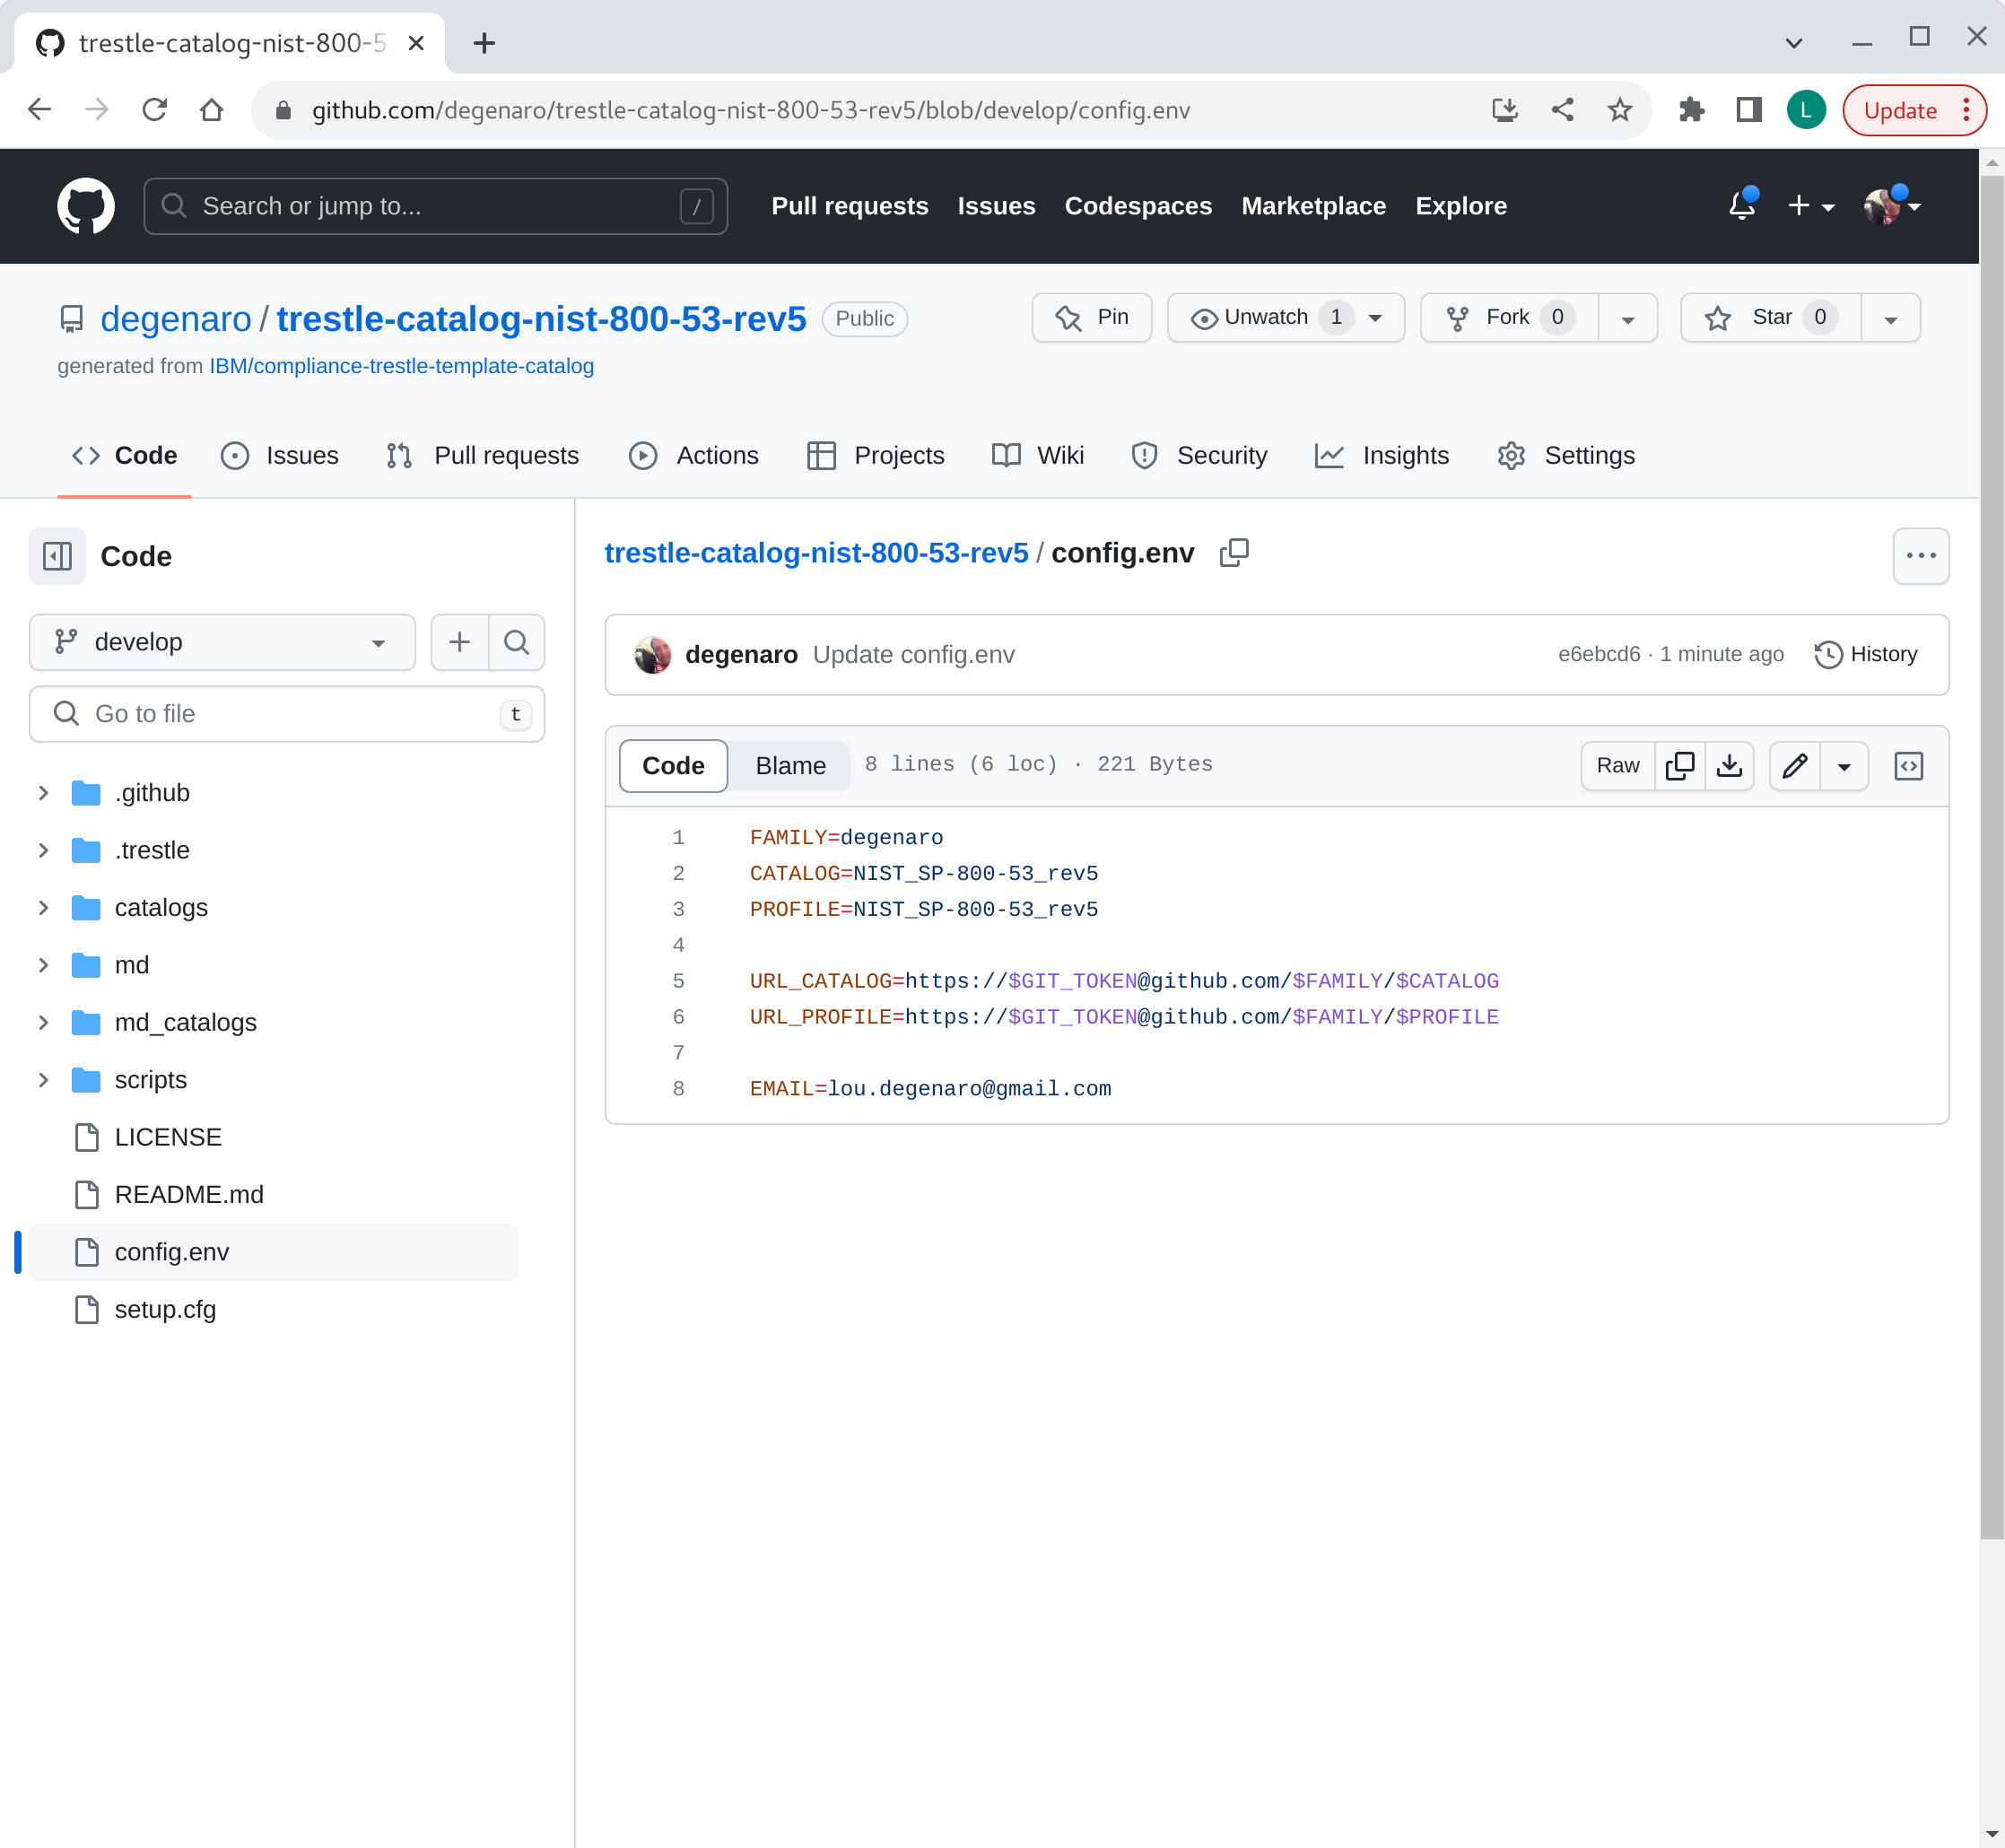 trestle-catalog-nist-800-5
github.com/degenaro/trestle-catalog-nist-800-53-rev5/blob/develop/config.env
L
Update
Search or jump to...
/
Pull requests Issues Codespaces Marketplace Explore
degenaro / trestle-catalog-nist-800-53-rev5 Public
Pin
Unwatch 1
Fork 0
Star 0
generated from IBM/compliance-trestle-template-catalog
Code Issues Pull requests Actions Projects Wiki Security Insights Settings
Code
develop
Go to file
t
.github
.trestle
catalogs
md
md_catalogs
scripts
LICENSE
README.md
config.env
setup.cfg
trestle-catalog-nist-800-53-rev5 / config.env
degenaro Update config.env
e6ebcd6 · 1 minute ago
History
Code Blame 8 lines (6 loc) · 221 Bytes
Raw
1 FAMILY=degenaro
2 CATALOG=NIST_SP-800-53_rev5
3 PROFILE=NIST_SP-800-53_rev5
4
5 URL_CATALOG=https://$GIT_TOKEN@github.com/$FAMILY/$CATALOG
6 URL_PROFILE=https://$GIT_TOKEN@github.com/$FAMILY/$PROFILE
7
8 EMAIL=lou.degenaro@gmail.com